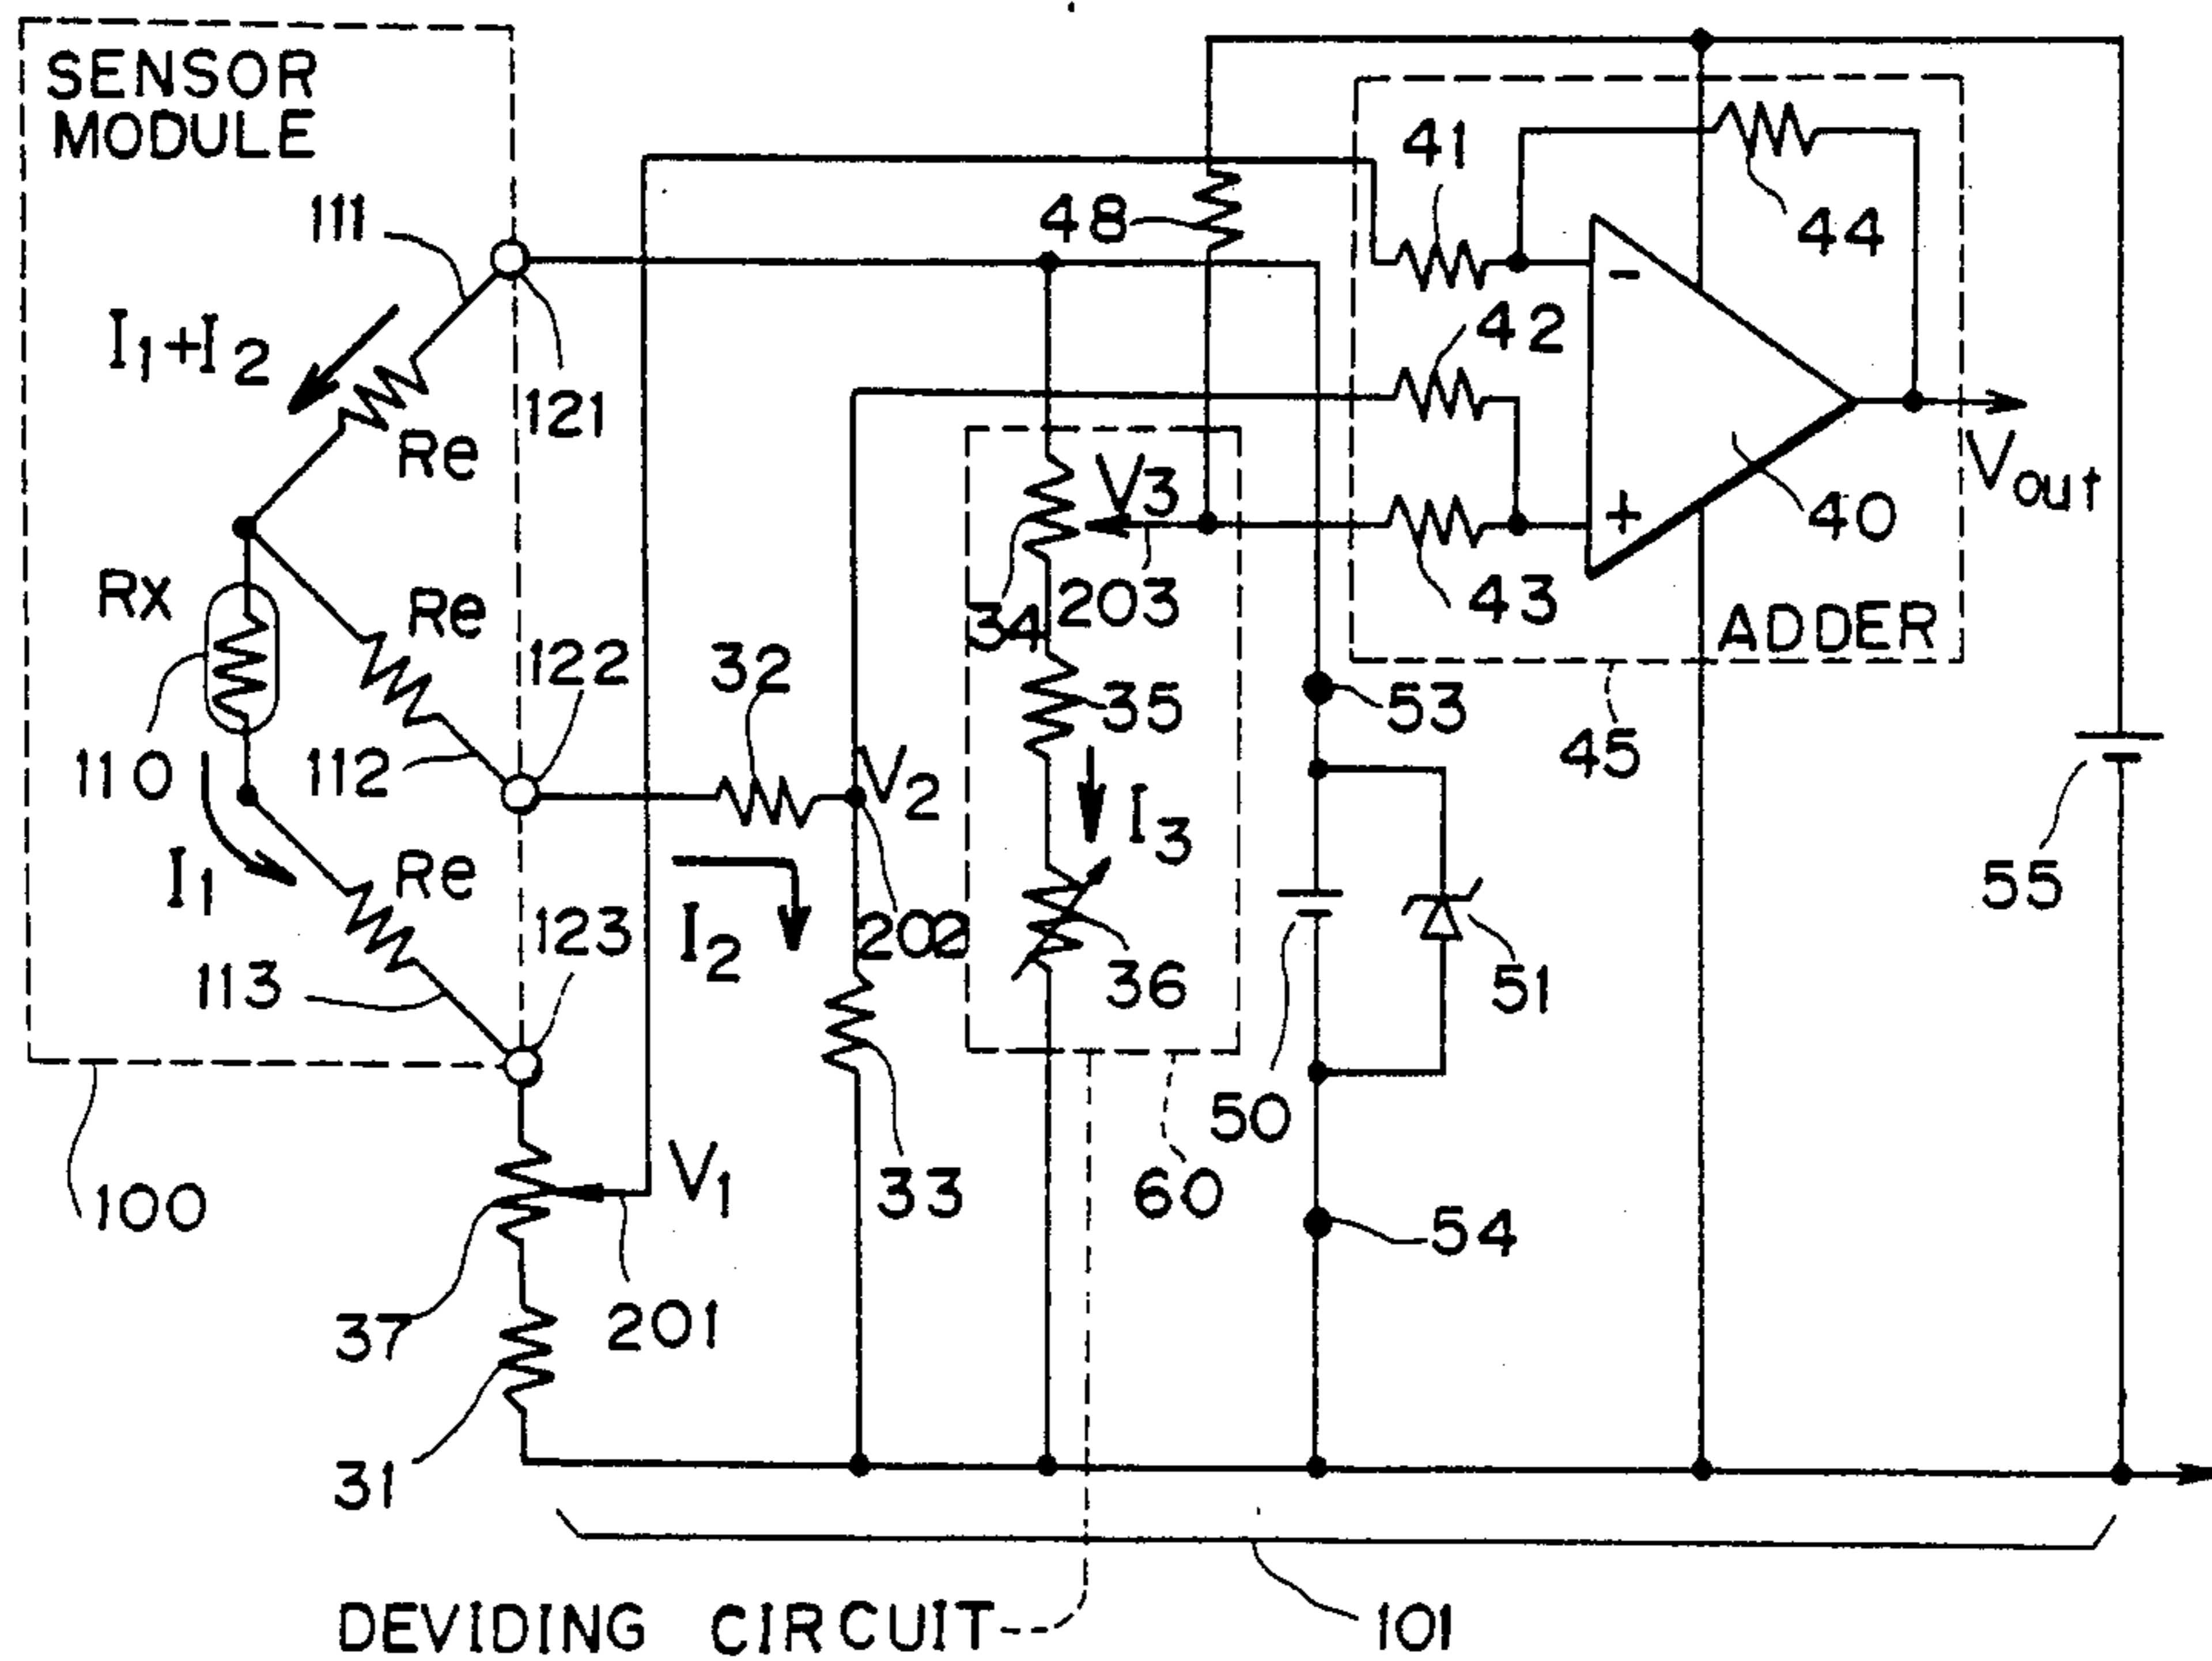 SENSOR
MODULE
111
I1+I2
Re
121
48
41
44
42
Vout
V3
40
Rx
Re
34
203
43
ADDER
32
122
35
53
110
112
V2
45
I3
55
I1
Re
123
I2
202
113
36
51
50
V1
33
60
54
100
37
201
31
DEVIDING CIRCUIT
101